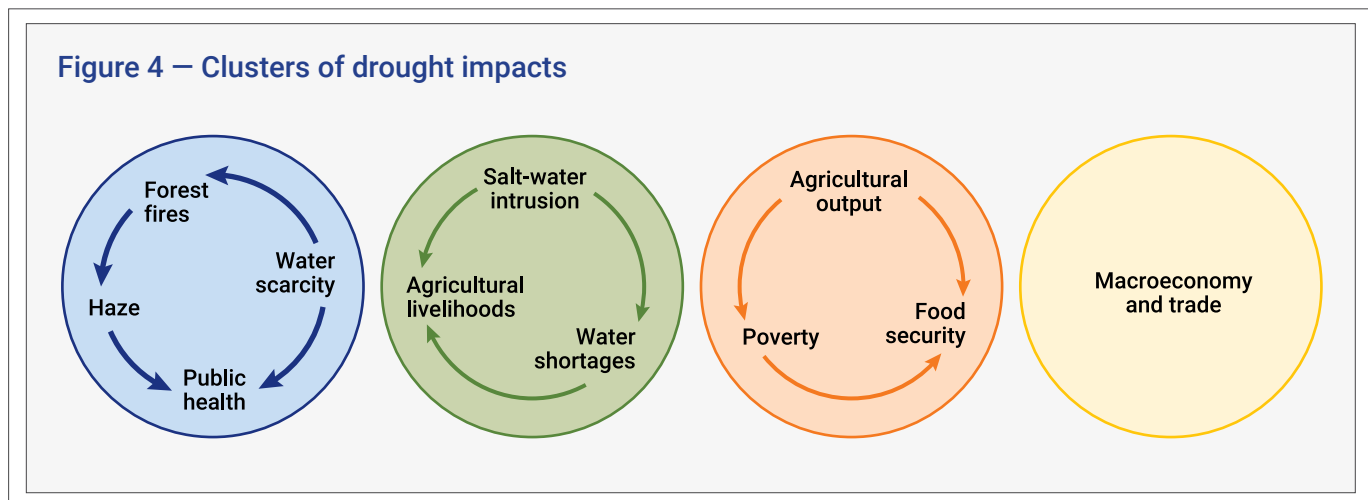 Figure 4 — Clusters of drought impacts
Forest
fires
Water
scarcity
Haze
Public
health
Salt-water
intrusion
Agricultural
livelihoods
Water
shortages
Agricultural
output
Poverty
Food
security
Macroeconomy
and trade